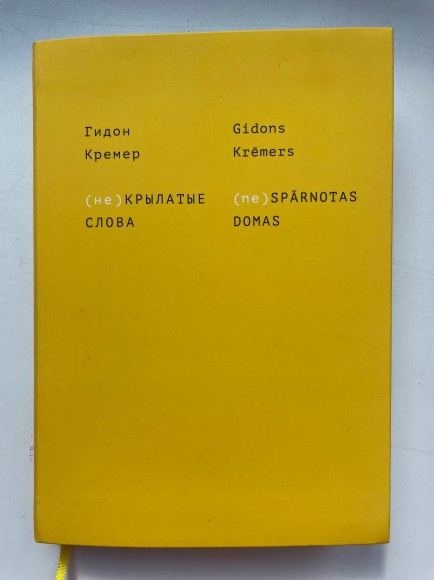 Гидон
Кремер
(не)КРЫЛАТЫЕ
СЛОВА
Gidons
Krēmers
(ne)SPĀRNOTAS
DOMAS